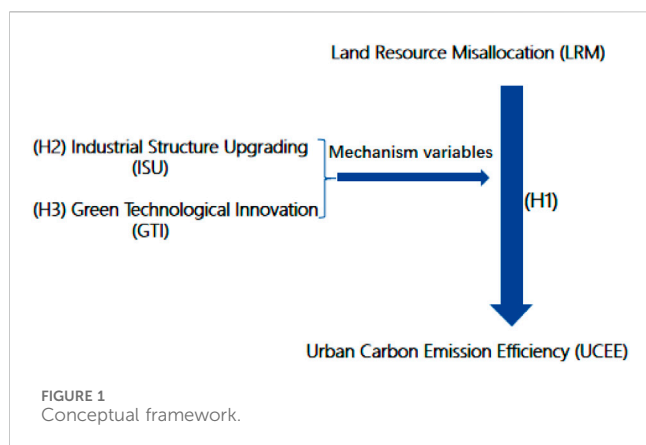 Land Resource Misallocation (LRM)
(H2) Industrial Structure Upgrading
(ISU)
Mechanism variables
(H3) Green Technological Innovation
(GTI)
(H1)
Urban Carbon Emission Efficiency (UCEE)
FIGURE 1
Conceptual framework.